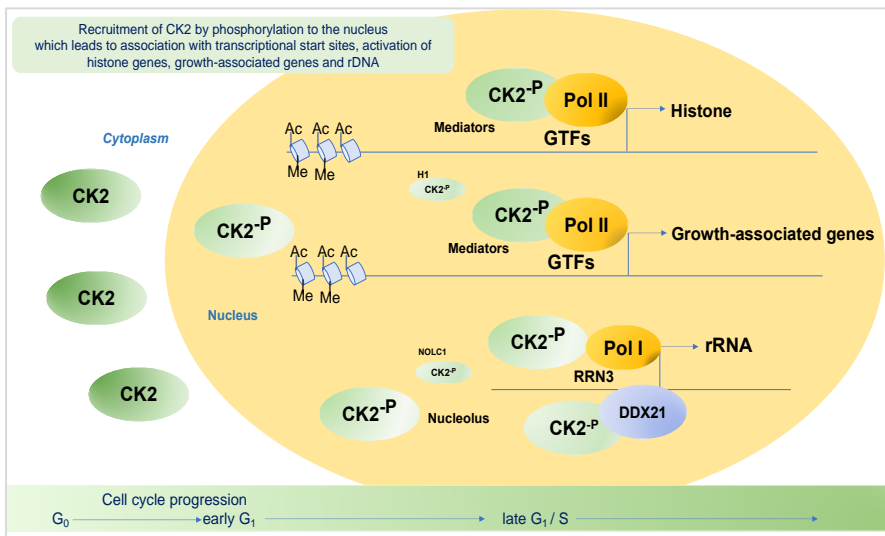 Recruitment of CK2 by phosphorylation to the nucleus
which leads to association with transcriptional start sites, activation of
histone genes, growth-associated genes and rDNA
Cytoplasm
CK2
CK2
CK2
CK2-P
Nucleus
Ac Ac Ac
Me Me
CK2-P Pol II
Mediators
GTFs
Histone
H1
CK2-P
Ac Ac Ac
Me Me
CK2-P Pol II
Mediators
GTFs
Growth-associated genes
NOLC1
CK2-P
CK2-P
Nucleolus
CK2-P Pol I
RRN3
rRNA
CK2-P DDX21
Cell cycle progression
G0 early G1 late G1 / S